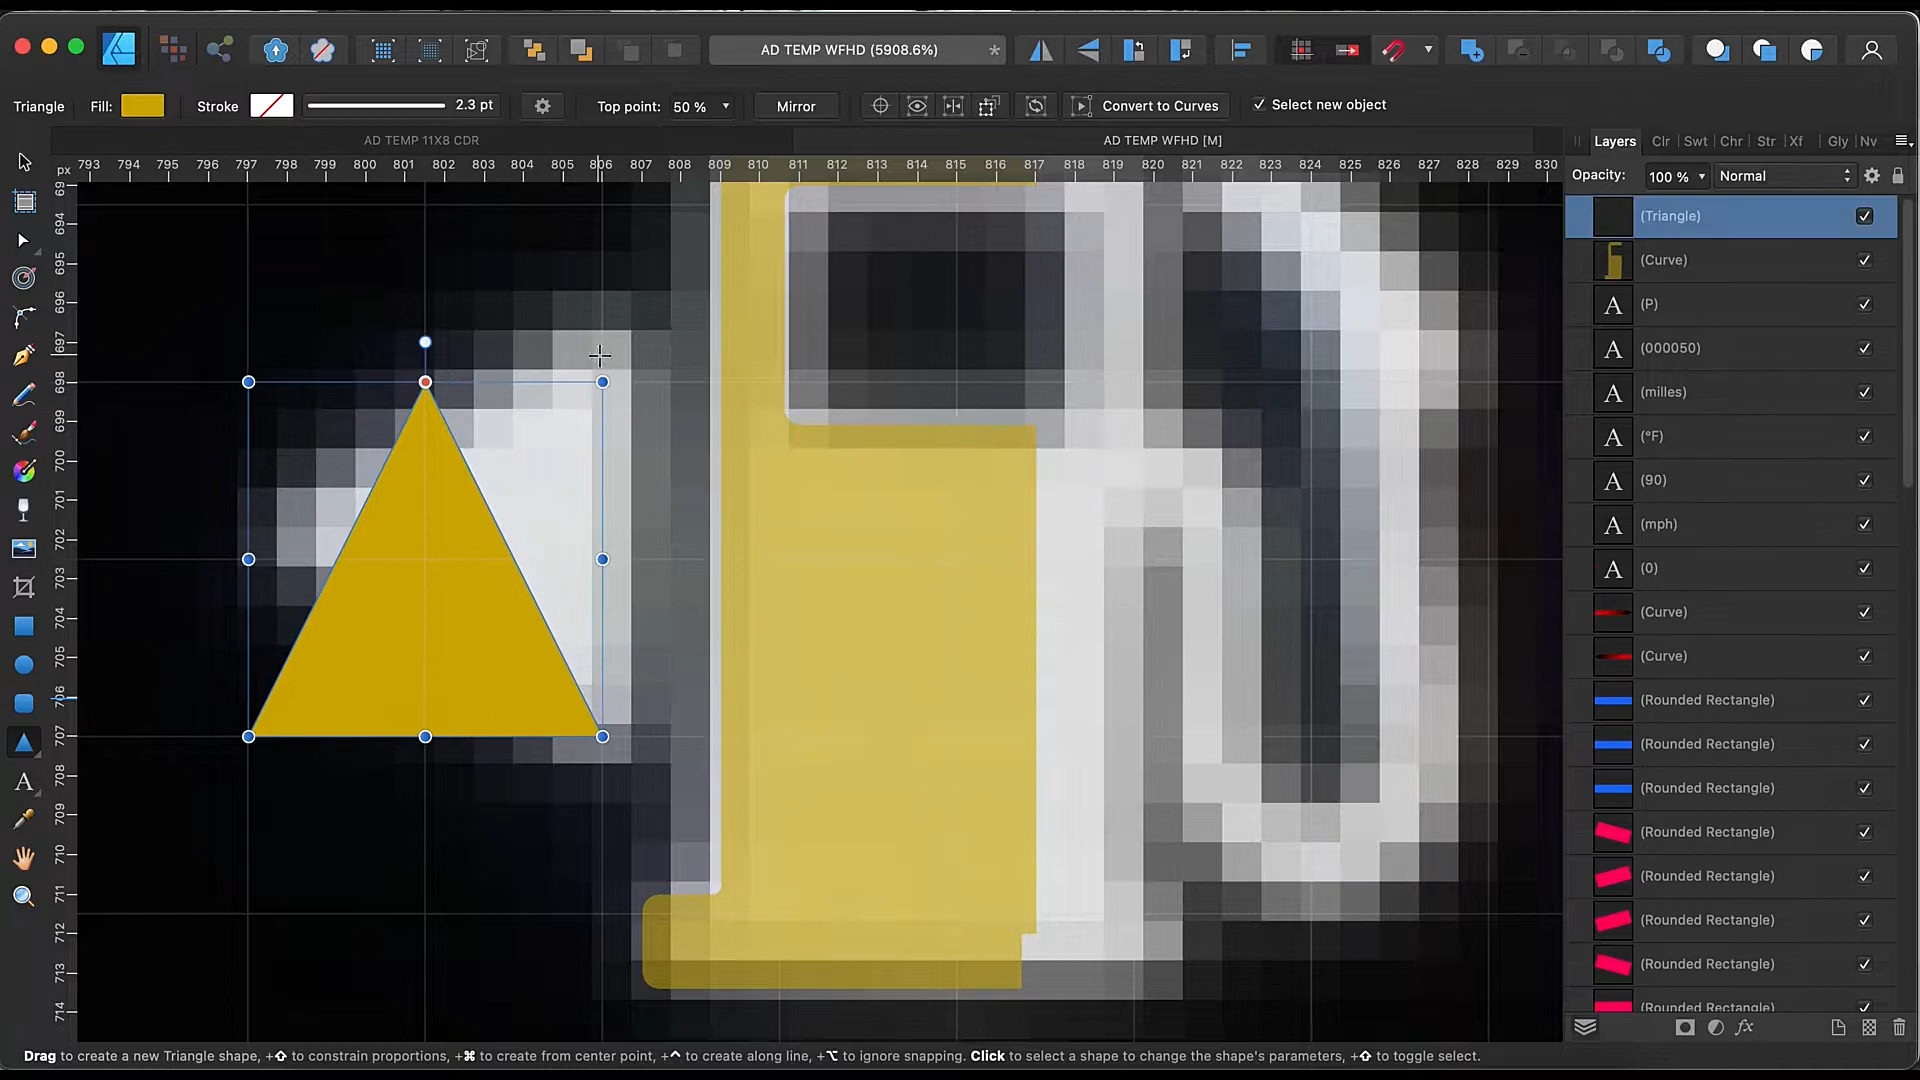 AD TEMP WFHD (5908.6%) *
Triangle Fill: Stroke 2.3 pt Top point: 50 % Mirror Convert to Curves Select new object
AD TEMP 11X8 CDR AD TEMP WFHD [M]
px 793 794 795 796 797 798 799 800 801 802 803 804 805 806 807 808 809 810 811 812 813 814 815 816 817 818 819 820 821 822 823 824 825 826 827 828 829 830
694 695 696 697 698 699 700 701 702 703 704 705 706 707 708 709 710 711 712 713 714
Layers Clr Swt Chr Str Xf Gly Nv
Opacity: 100 % Normal
(Triangle)
(Curve)
A (P)
A (000050)
A (milles)
A (°F)
A (90)
A (mph)
A (0)
(Curve)
(Curve)
(Rounded Rectangle)
(Rounded Rectangle)
(Rounded Rectangle)
(Rounded Rectangle)
(Rounded Rectangle)
(Rounded Rectangle)
(Rounded Rectangle)
(Rounded Rectangle)
fx
A
Drag to create a new Triangle shape, +⇧ to constrain proportions, +⌘ to create from center point, +⌃ to create along line, +⌥ to ignore snapping. Click to select a shape to change the shape's parameters, +⇧ to toggle select.